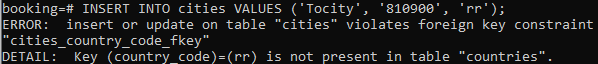 booking=# INSERT INTO cities VALUES ('Tocity', '810900', 'rr');
ERROR:  insert or update on table "cities" violates foreign key constraint
"cities_country_code_fkey"
DETAIL:  Key (country_code)=(rr) is not present in table "countries".